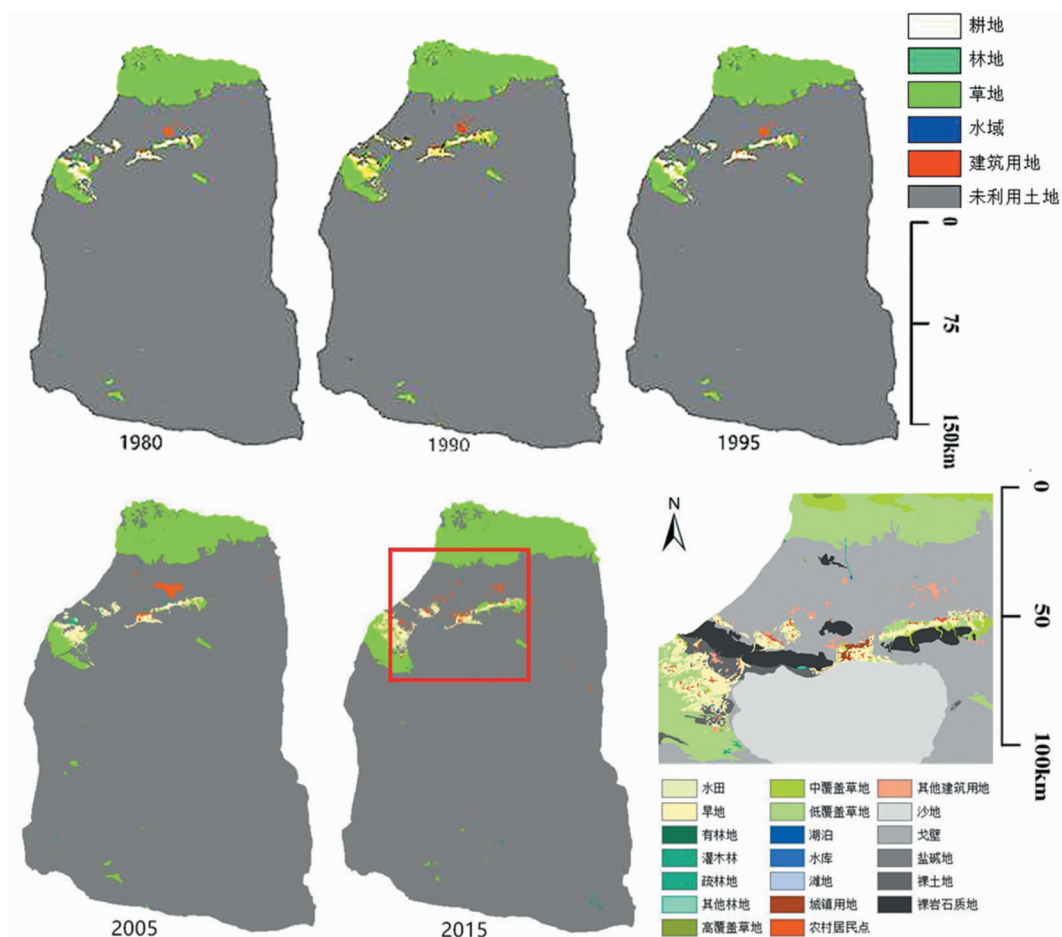 耕地
林地
草地
水域
建筑用地
未利用土地
0
75
150km
1980
1990
1995
2005
2015
N
0
50
100km
水田
旱地
有林地
灌木林
疏林地
其他林地
高覆盖草地
中覆盖草地
低覆盖草地
湖泊
水库
滩地
城镇用地
农村居民点
其他建筑用地
沙地
戈壁
盐碱地
裸土地
裸岩石质地